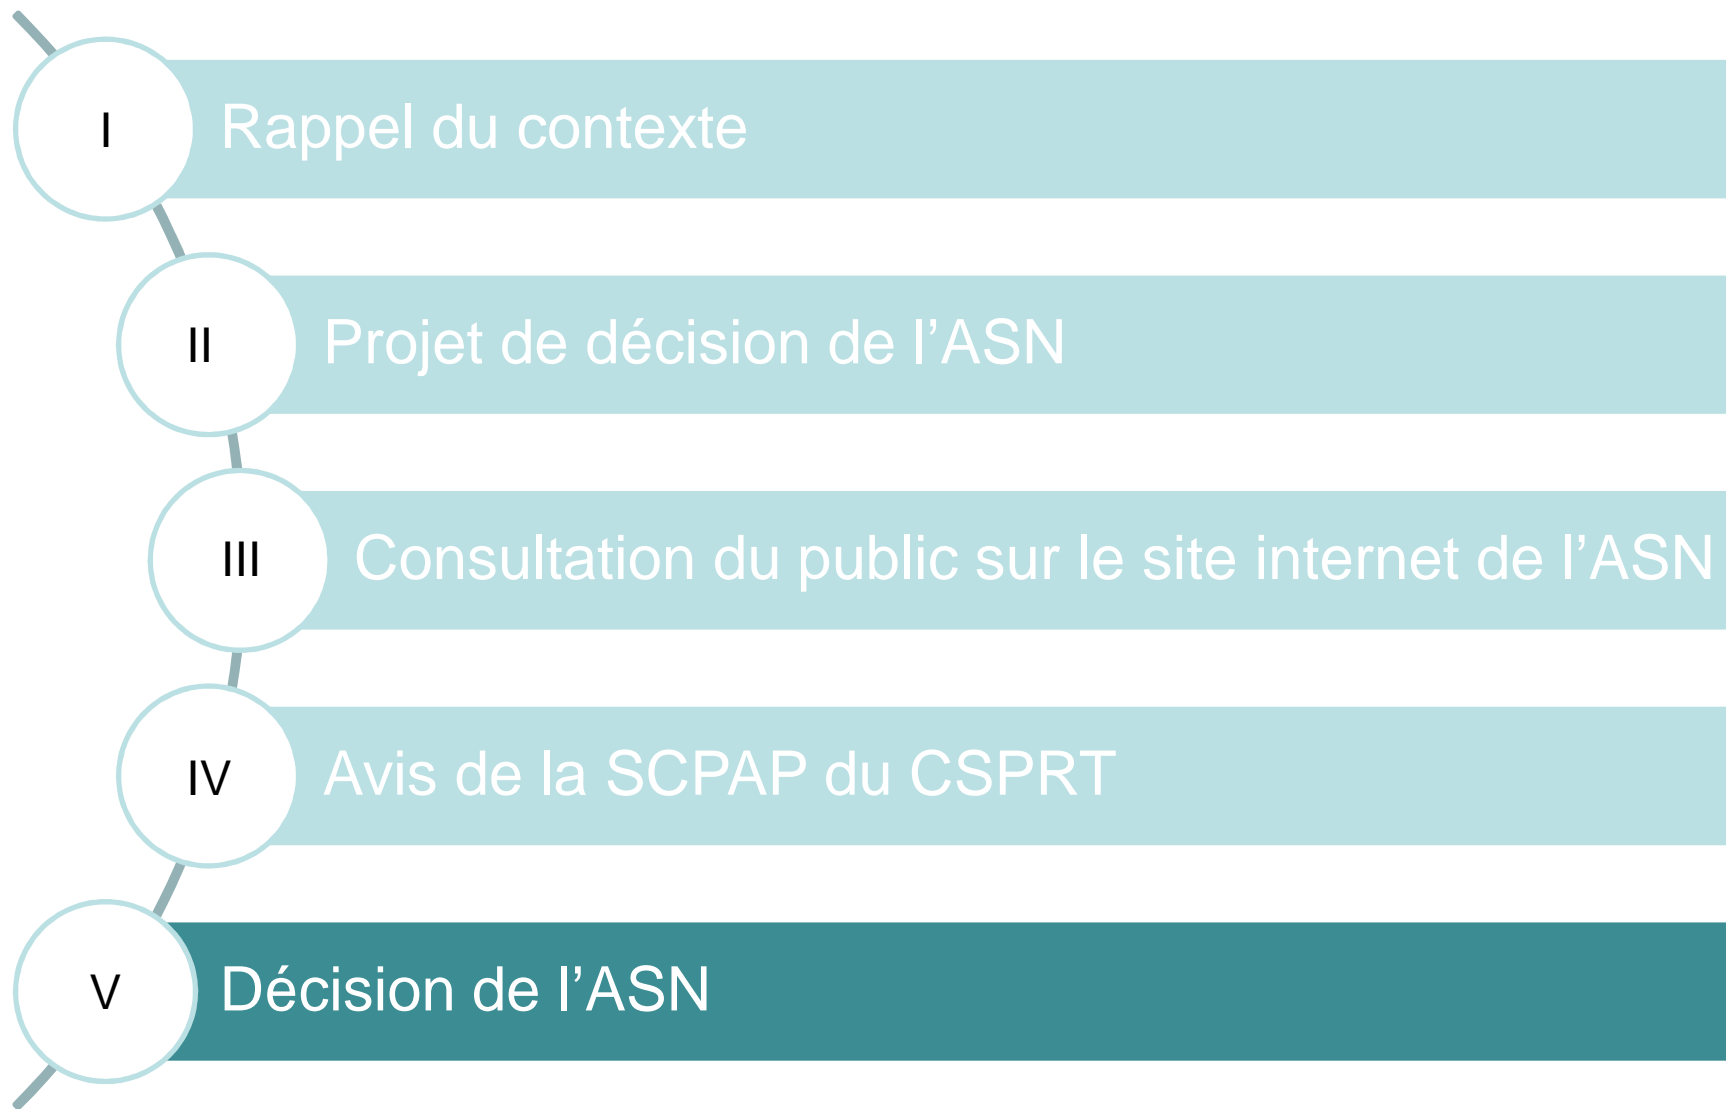 I Rappel du contexte
II Projet de décision de l’ASN
III Consultation du public sur le site internet de l’ASN
IV Avis de la SCPAP du CSPRT
V Décision de l’ASN